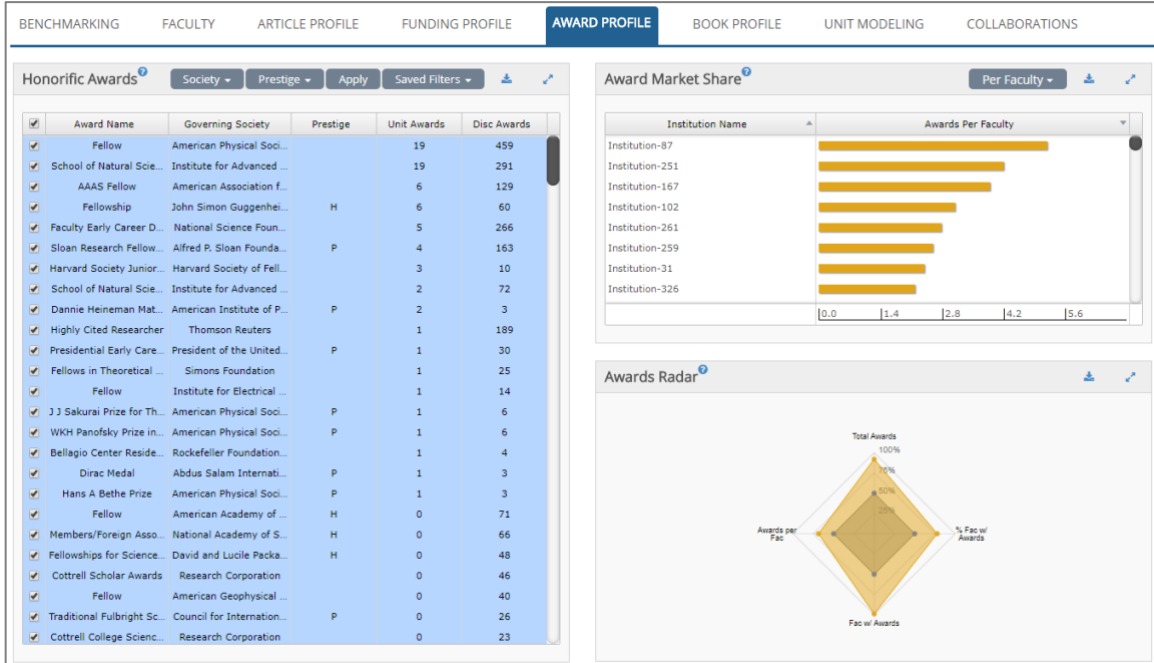 BENCHMARKING FACULTY ARTICLE PROFILE FUNDING PROFILE AWARD PROFILE BOOK PROFILE UNIT MODELING COLLABORATIONS
Honorific Awards ? Society Prestige Apply Saved Filters
Award Name Governing Society Prestige Unit Awards Disc Awards
Fellow American Physical Soci... 19 459
School of Natural Scie... Institute for Advanced ... 19 291
AAAS Fellow American Association f... 6 129
Fellowship John Simon Guggenhei... H 6 60
Faculty Early Career D... National Science Foun... 5 266
Sloan Research Fellow... Alfred P. Sloan Founda... P 4 163
Harvard Society Junior... Harvard Society of Fell... 3 10
School of Natural Scie... Institute for Advanced ... 2 72
Dannie Heineman Mat... American Institute of P... P 2 3
Highly Cited Researcher Thomson Reuters 1 189
Presidential Early Care... President of the United... P 1 30
Fellows in Theoretical ... Simons Foundation 1 25
Fellow Institute for Electrical ... 1 14
J J Sakurai Prize for Th... American Physical Soci... P 1 6
WKH Panofsky Prize in... American Physical Soci... P 1 6
Bellagio Center Reside... Rockefeller Foundation... 1 4
Dirac Medal Abdus Salam Internati... P 1 3
Hans A Bethe Prize American Physical Soci... P 1 3
Fellow American Academy of ... H 0 71
Members/Foreign Asso... National Academy of S... H 0 66
Fellowships for Science... David and Lucile Packa... H 0 48
Cottrell Scholar Awards Research Corporation 0 46
Fellow American Geophysical ... 0 40
Traditional Fulbright Sc... Council for Internation... P 0 26
Cottrell College Scienc... Research Corporation 0 23
Award Market Share ? Per Faculty
Institution Name Awards Per Faculty
Institution-87
Institution-251
Institution-167
Institution-102
Institution-261
Institution-259
Institution-31
Institution-326
0.0 1.4 2.8 4.2 5.6
Awards Radar ?
Total Awards
100%
75%
50%
25%
Awards per
Fac
% Fac w/
Awards
Fac w/ Awards